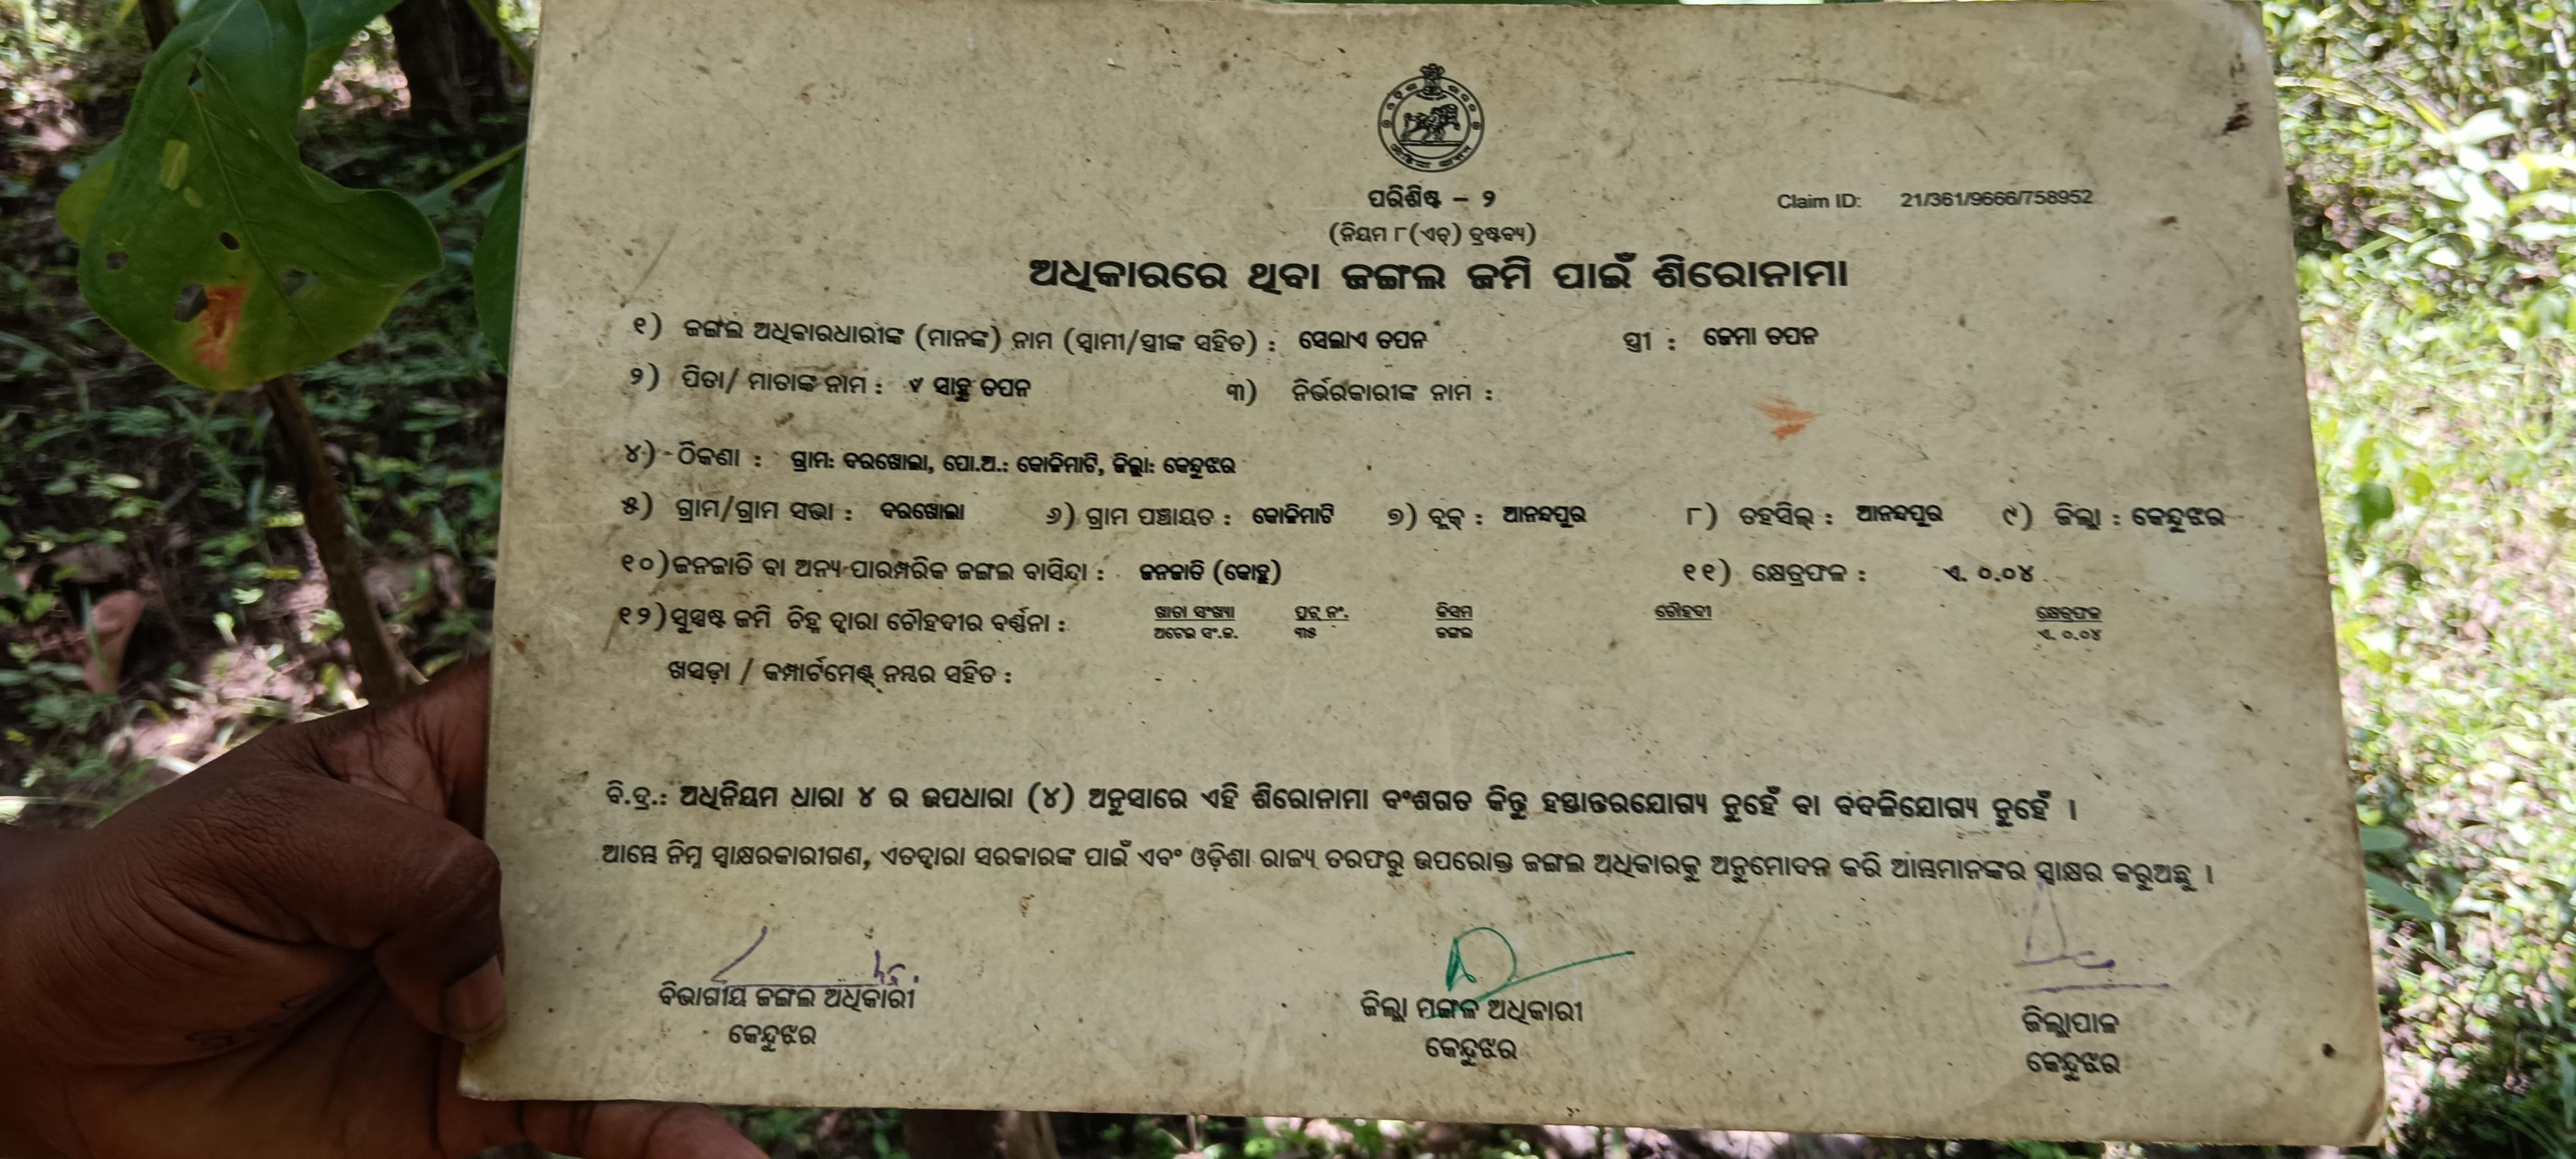 ପରିଶିଷ୍ଟ – ୨
Claim ID: 21/361/9666/758952
(ନିୟମ ୮(ଏଚ୍) ଦ୍ରଷ୍ଟବ୍ୟ)
ଅଧିକାରରେ ଥିବା ଜଙ୍ଗଲ ଜମି ପାଇଁ ଶିରୋନାମା
୧) ଜଙ୍ଗଲ ଅଧିକାରଧାରୀଙ୍କ (ମାନଙ୍କ) ନାମ (ସ୍ଵାମୀ/ସ୍ତ୍ରୀଙ୍କ ସହିତ) : ସେଲାଏ ତପନ ସ୍ତ୍ରୀ : ଜେମା ତପନ
୨) ପିତା/ ମାତାଙ୍କ ନାମ : ସାହୁ ତପନ ୩) ନିର୍ଭରକାରୀଙ୍କ ନାମ :
୪) ଠିକଣା : ଗ୍ରାମ: ବରଖୋଲା, ପୋ.ଅ.: କୋଳିମାଟି, ଜିଲ୍ଲା: କେନ୍ଦୁଝର
୫) ଗ୍ରାମ/ଗ୍ରାମ ସଭା : ବରଖୋଲା ୬) ଗ୍ରାମ ପଞ୍ଚାୟତ : କୋଳିମାଟି ୭) ବ୍ଲକ୍ : ଆନନ୍ଦପୁର ୮) ତହସିଲ୍ : ଆନନ୍ଦପୁର ୯) ଜିଲ୍ଲା : କେନ୍ଦୁଝର
୧୦) ଜନଜାତି ବା ଅନ୍ୟ ପାରମ୍ପରିକ ଜଙ୍ଗଲ ବାସିନ୍ଦା : ଜନଜାତି (କୋହ୍ଲ) ୧୧) କ୍ଷେତ୍ରଫଳ : ଏ. ୦.୦୪
୧୨) ସୁସ୍ପଷ୍ଟ ଜମି ଚିହ୍ନ ଦ୍ୱାରା ଚୌହଦୀର ବର୍ଣ୍ଣନା : ଖାତା ସଂଖ୍ୟା ପ୍ଲଟ୍ ନଂ. କିସମ ଚୌହଦୀ କ୍ଷେତ୍ରଫଳ
ଅଟେଇ ସଂ.ଜ. ୩୫ ଜଙ୍ଗଲ ଏ. ୦.୦୪
ଖସଡ଼ା / କମ୍ପାର୍ଟମେଣ୍ଟ୍ ନମ୍ବର ସହିତ : -
ବି.ଦ୍ର.: ଅଧିନିୟମ ଧାରା ୪ ର ଉପଧାରା (୪) ଅନୁସାରେ ଏହି ଶିରୋନାମା ବଂଶଗତ କିନ୍ତୁ ହସ୍ତାନ୍ତରଯୋଗ୍ୟ ନୁହେଁ ବା ବଦଳିଯୋଗ୍ୟ ନୁହେଁ ।
ଆମ୍ଭେ ନିମ୍ନ ସ୍ଵାକ୍ଷରକାରୀଗଣ, ଏତଦ୍ୱାରା ସରକାରଙ୍କ ପାଇଁ ଏବଂ ଓଡ଼ିଶା ରାଜ୍ୟ ତରଫରୁ ଉପରୋକ୍ତ ଜଙ୍ଗଲ ଅଧିକାରକୁ ଅନୁମୋଦନ କରି ଆମ୍ଭମାନଙ୍କର ସ୍ଵାକ୍ଷର କରୁଅଛୁ ।
ବିଭାଗୀୟ ଜଙ୍ଗଲ ଅଧିକାରୀ ଜିଲ୍ଲା ମଙ୍ଗଳ ଅଧିକାରୀ ଜିଲ୍ଲାପାଳ
କେନ୍ଦୁଝର କେନ୍ଦୁଝର କେନ୍ଦୁଝର